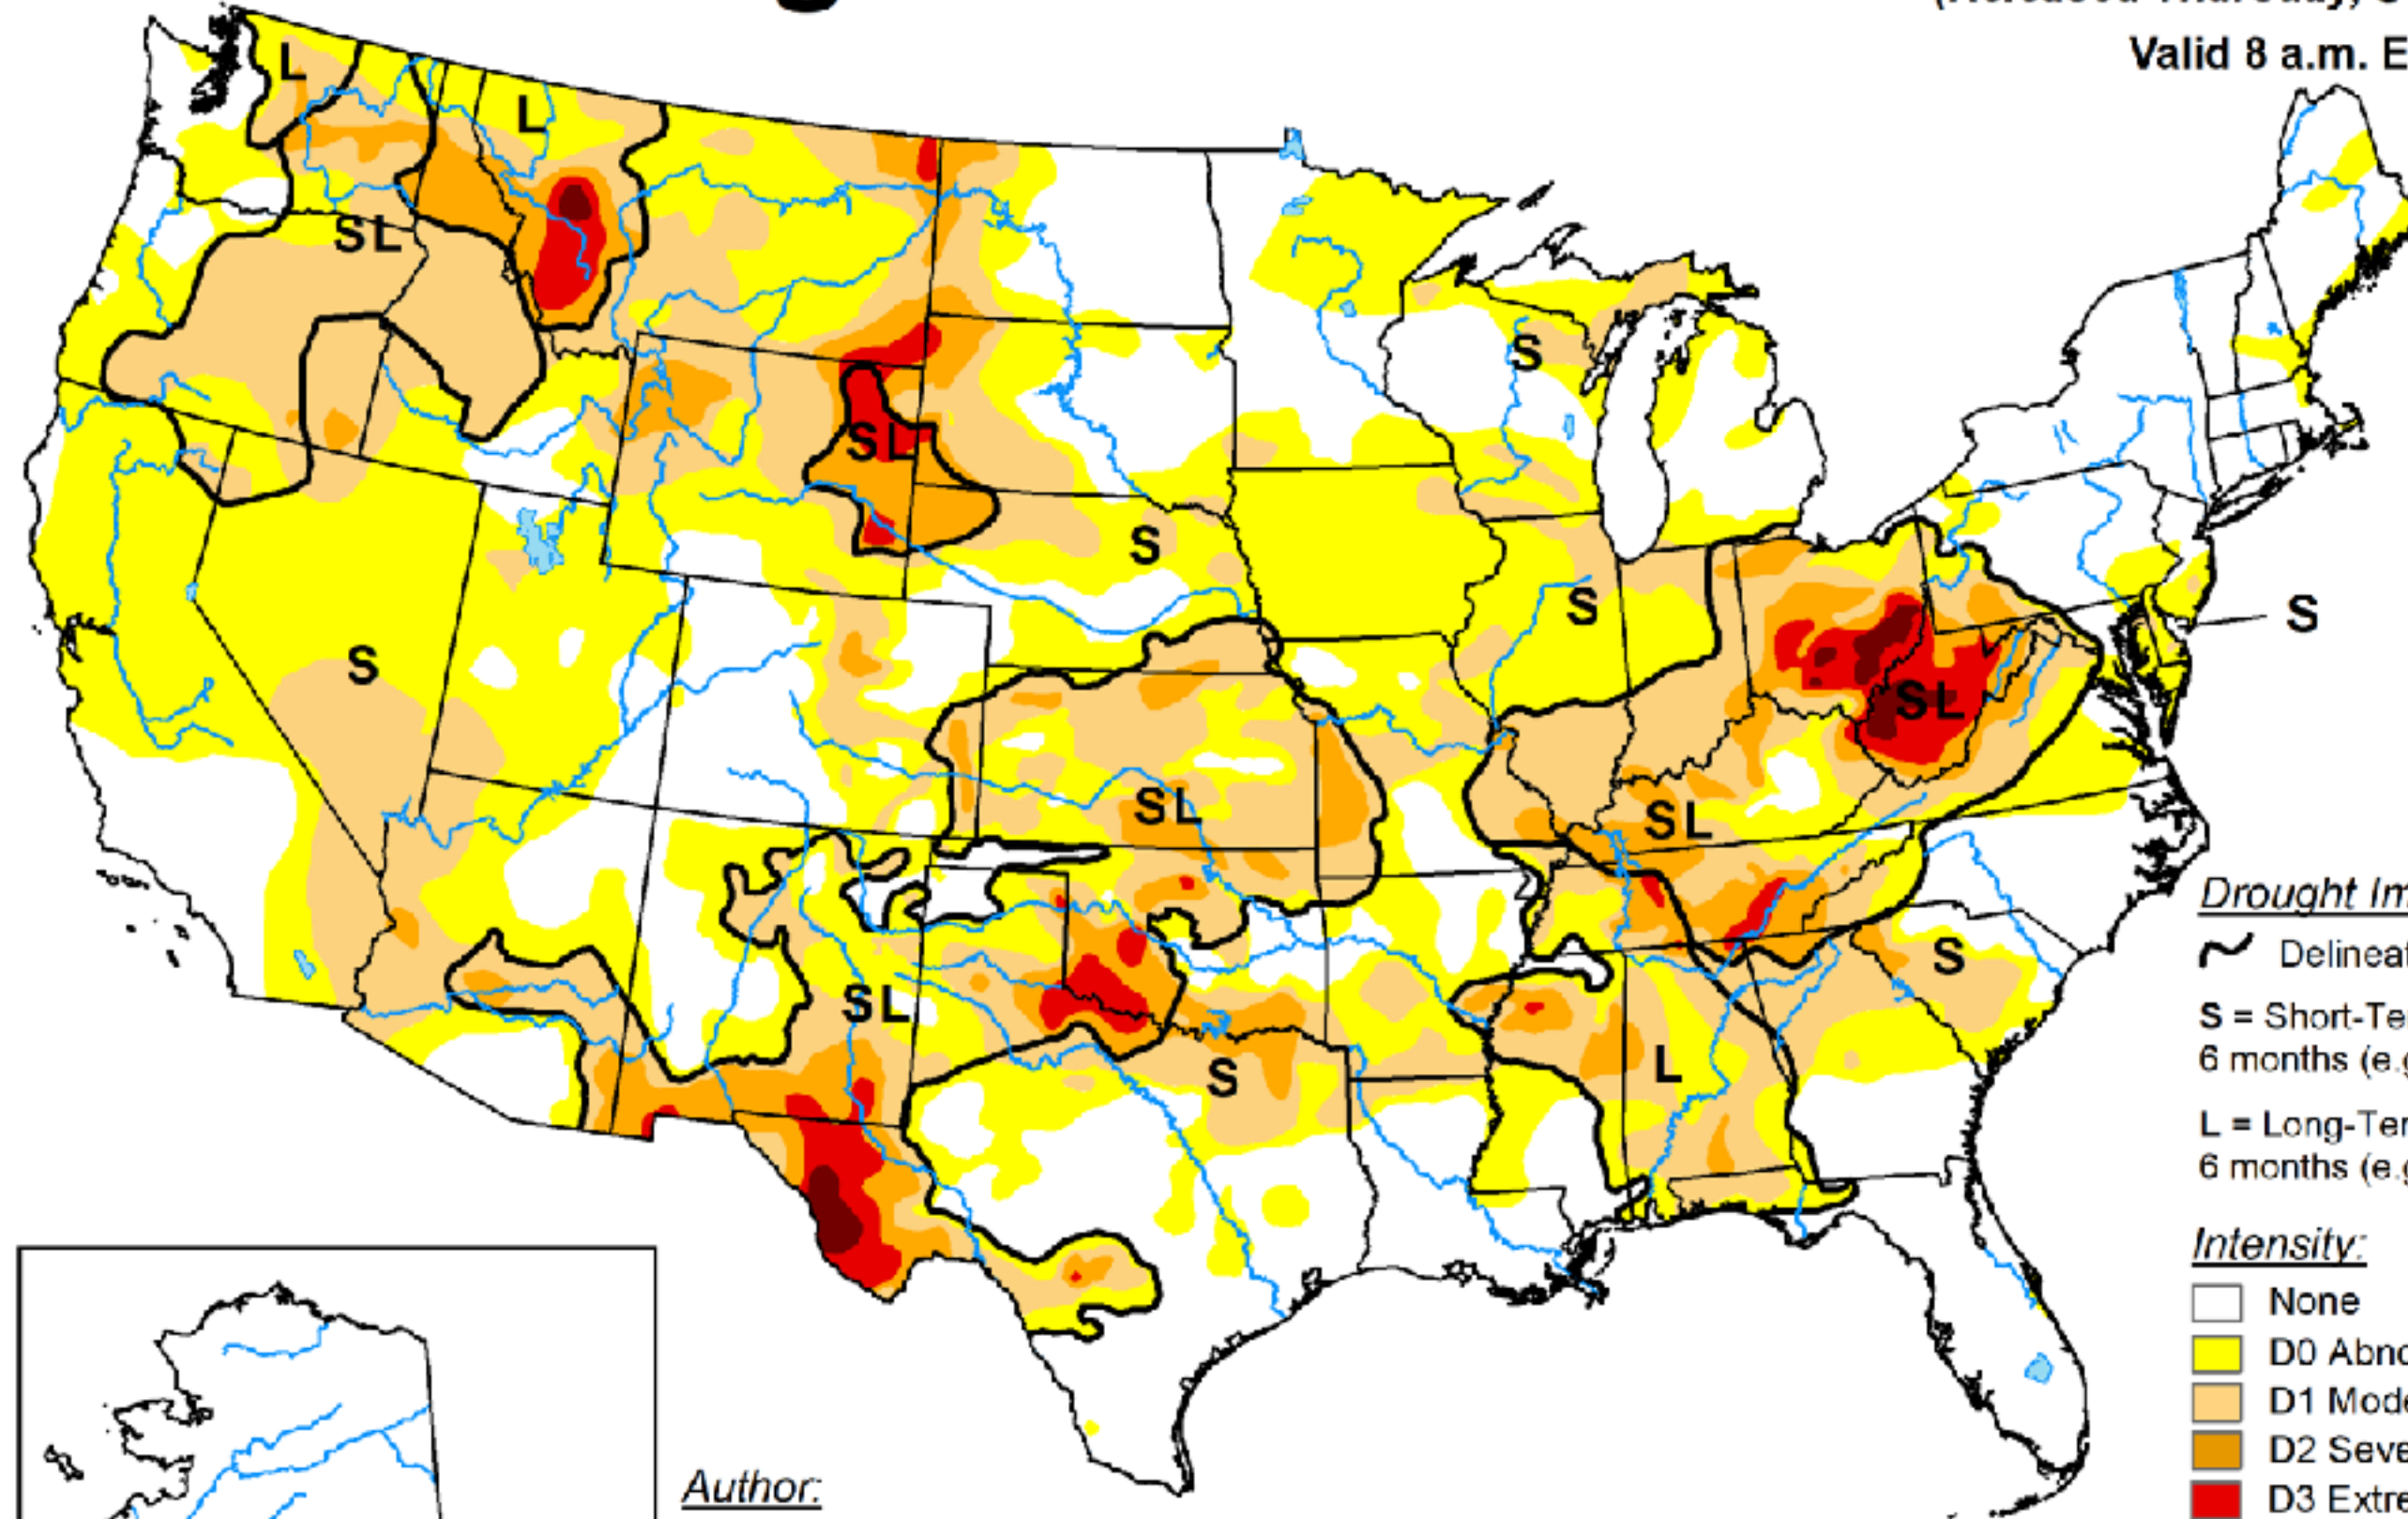 Valid 8 a.m. E
L
L
SL
S
SL
S
S
S
S
SL
SL
SL
S
SL
S
L
Drought Im
Delinea
S = Short-Te
6 months (e.g
L = Long-Ter
6 months (e.g
Intensity:
None
D0 Abno
D1 Mode
D2 Seve
D3 Extre
Author: